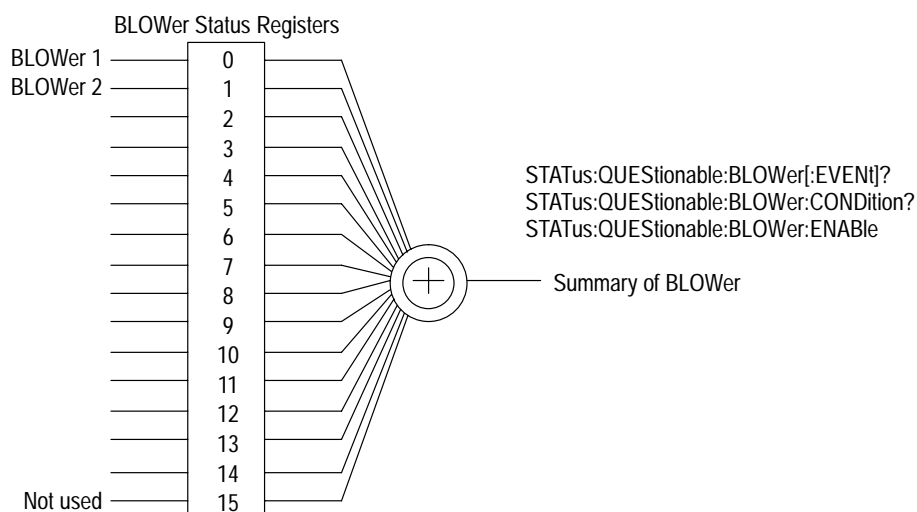 BLOWer Status Registers
BLOWer 1
0
BLOWer 2
1
2
3
4
5
6
7
8
9
10
11
12
13
14
Not used
15
STATus:QUEStionable:BLOWer[:EVENt]?
STATus:QUEStionable:BLOWer:CONDition?
STATus:QUEStionable:BLOWer:ENABle
Summary of BLOWer